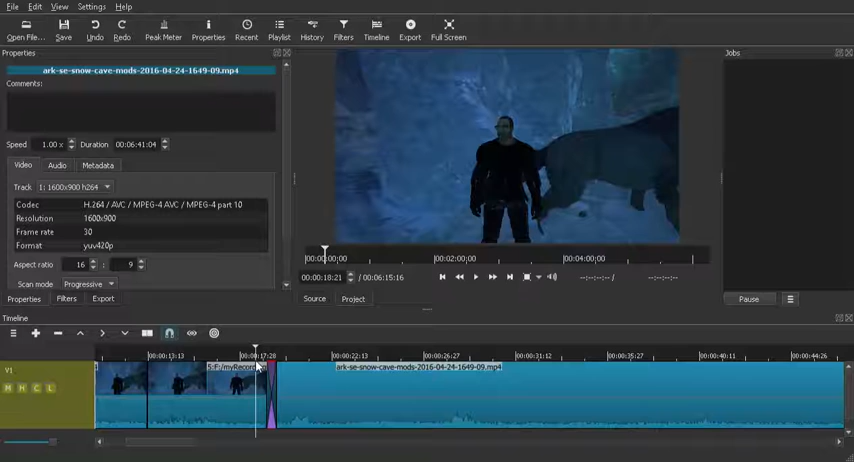 File Edit View Settings Help
Open File... Save Undo Redo Peak Meter Properties Recent Playlist History Filters Timeline Export Full Screen
Properties
ark-se-snow-cave-mods-2016-04-24-1649-09.mp4
Comments:
Speed 1.00 x Duration 00:06:41:04
Video Audio Metadata
Track 1: 1600x900 h264
Codec H.264 / AVC / MPEG-4 AVC / MPEG-4 part 10
Resolution 1600x900
Frame rate 30
Format yuv420p
Aspect ratio 16 : 9
Scan mode Progressive
Properties Filters Export
00:00:00;00 00:02:00;00 00:04:00;00
00:00:18:21 / 00:06:15:16 --:--:--:-- / --:--:--:--
Source Project
Jobs
Pause
Timeline
00:00:13;13 00:00:17:28 00:00:22:13 00:00:26:27 00:00:31:12 00:00:35:27 00:00:40:11 00:00:44:26
V1
M H C L
5:F:/myRecor
ark-se-snow-cave-mods-2016-04-24-1649-09.mp4